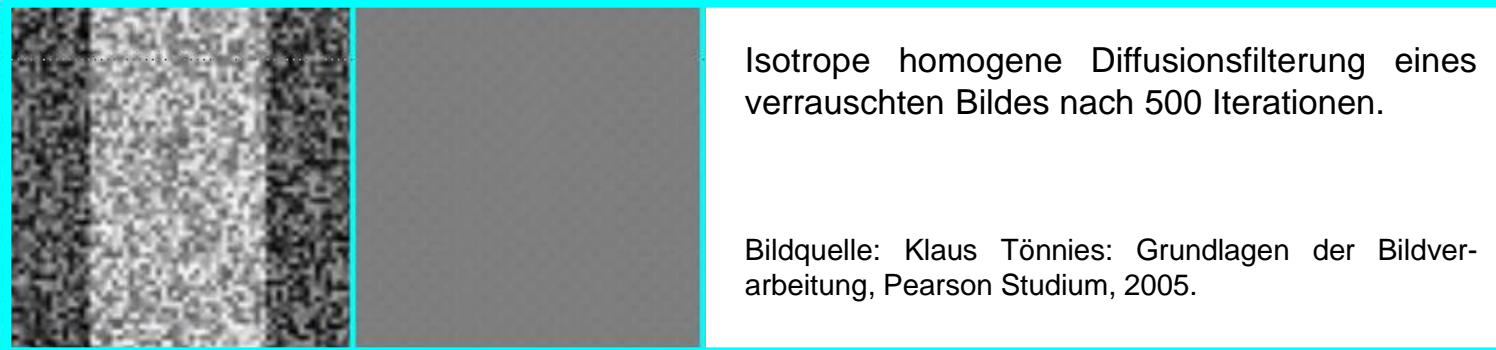 Isotrope homogene Diffusionsfilterung eines
verrauschten Bildes nach 500 Iterationen.
Bildquelle: Klaus Tönnies: Grundlagen der Bildver-
arbeitung, Pearson Studium, 2005.